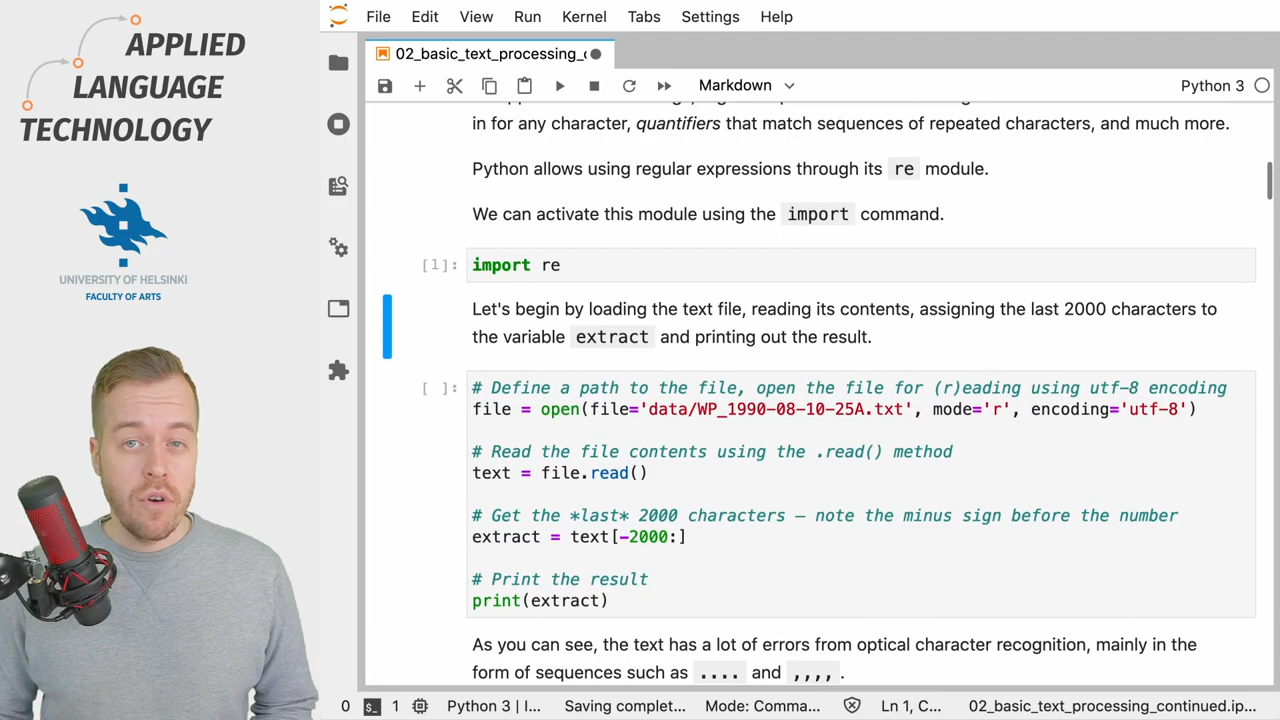 APPLIED
LANGUAGE
TECHNOLOGY
UNIVERSITY OF HELSINKI
FACULTY OF ARTS
File Edit View Run Kernel Tabs Settings Help
02_basic_text_processing_c
Markdown
Python 3
in for any character, quantifiers that match sequences of repeated characters, and much more.
Python allows using regular expressions through its re module.
We can activate this module using the import command.
[1]: import re
Let's begin by loading the text file, reading its contents, assigning the last 2000 characters to
the variable extract and printing out the result.
[ ]: # Define a path to the file, open the file for (r)eading using utf-8 encoding
file = open(file='data/WP_1990-08-10-25A.txt', mode='r', encoding='utf-8')
# Read the file contents using the .read() method
text = file.read()
# Get the *last* 2000 characters – note the minus sign before the number
extract = text[-2000:]
# Print the result
print(extract)
As you can see, the text has a lot of errors from optical character recognition, mainly in the
form of sequences such as .... and ,,,, .
0 $_ 1 Python 3 | I... Saving complet... Mode: Comma... Ln 1, C... 02_basic_text_processing_continued.ip...